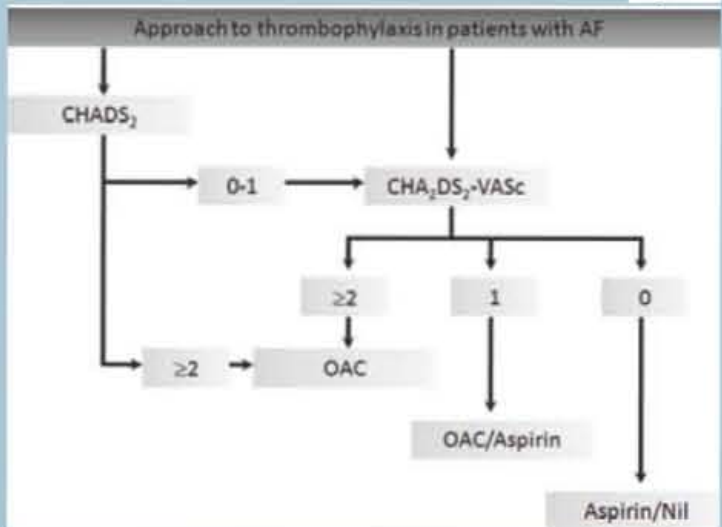 Approach to thrombophylaxis in patients with AF
CHADS₂
0-1
CHA₂DS₂-VASc
≥2
1
0
≥2
OAC
OAC/Aspirin
Aspirin/Nil